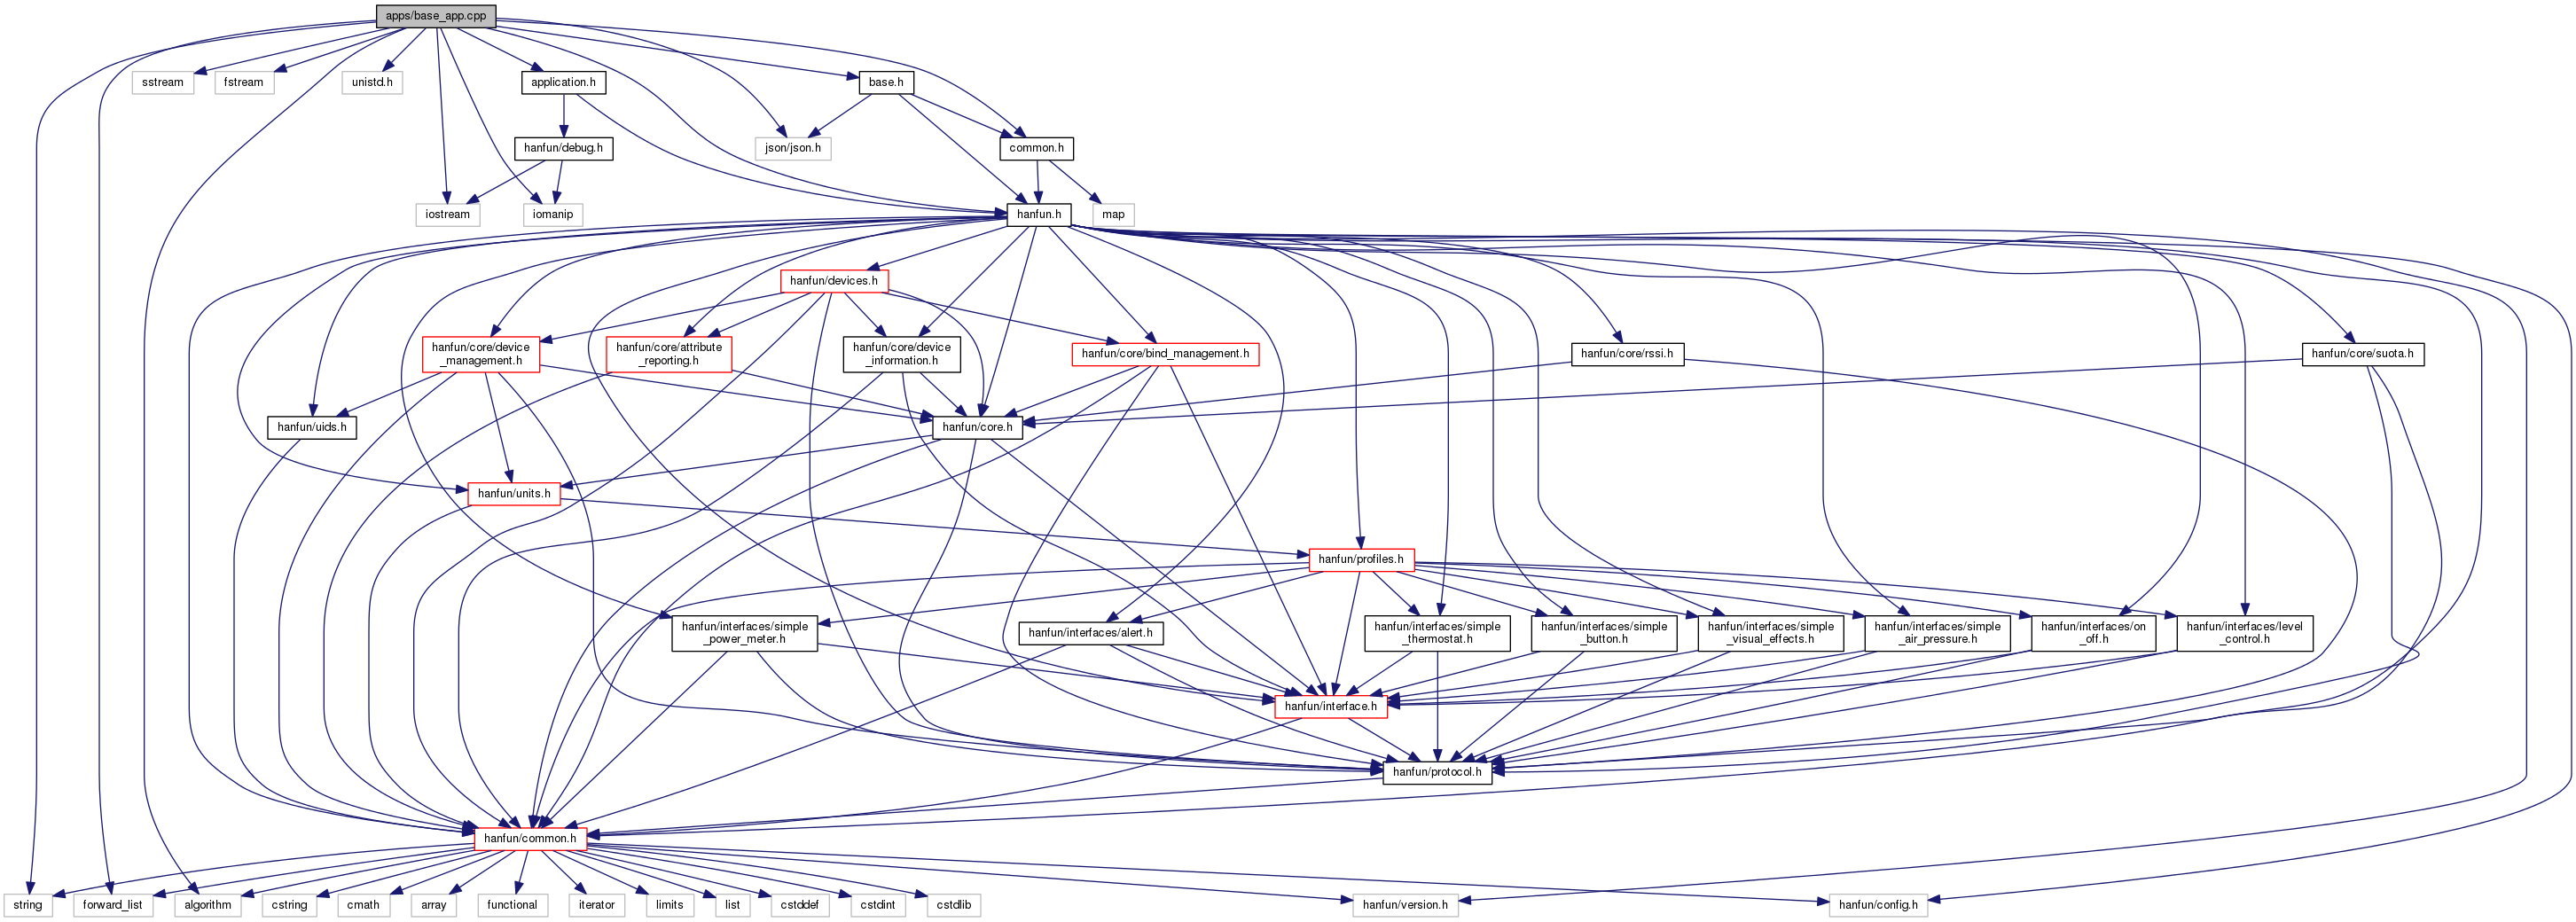 apps/base_app.cpp
sstream
fstream
unistd.h
application.h
base.h
hanfun/debug.h
json/json.h
common.h
iostream
iomanip
hanfun.h
map
hanfun/devices.h
hanfun/core/device
_management.h
hanfun/core/attribute
_reporting.h
hanfun/core/device
_information.h
hanfun/core/bind_management.h
hanfun/core/rssi.h
hanfun/core/suota.h
hanfun/uids.h
hanfun/core.h
hanfun/units.h
hanfun/profiles.h
hanfun/interfaces/simple
_power_meter.h
hanfun/interfaces/alert.h
hanfun/interfaces/simple
_thermostat.h
hanfun/interfaces/simple
_button.h
hanfun/interfaces/simple
_visual_effects.h
hanfun/interfaces/simple
_air_pressure.h
hanfun/interfaces/on
_off.h
hanfun/interfaces/level
_control.h
hanfun/interface.h
hanfun/protocol.h
hanfun/common.h
string
forward_list
algorithm
cstring
cmath
array
functional
iterator
limits
list
cstddef
cstdint
cstdlib
hanfun/version.h
hanfun/config.h